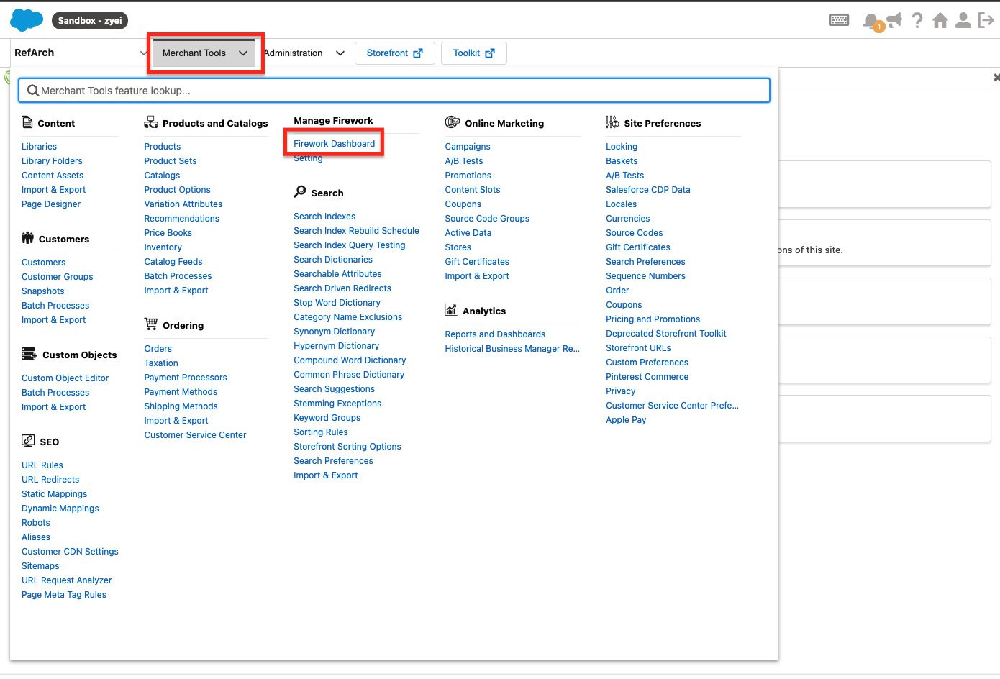 Sandbox - zyei
1
RefArch
Merchant Tools
Administration
Storefront
Toolkit
Merchant Tools feature lookup...
Content
Libraries
Library Folders
Content Assets
Import & Export
Page Designer
Customers
Customers
Customer Groups
Snapshots
Batch Processes
Import & Export
Custom Objects
Custom Object Editor
Batch Processes
Import & Export
SEO
URL Rules
URL Redirects
Static Mappings
Dynamic Mappings
Robots
Aliases
Customer CDN Settings
Sitemaps
URL Request Analyzer
Page Meta Tag Rules
Products and Catalogs
Products
Product Sets
Catalogs
Product Options
Variation Attributes
Recommendations
Price Books
Inventory
Catalog Feeds
Batch Processes
Import & Export
Ordering
Orders
Taxation
Payment Processors
Payment Methods
Shipping Methods
Import & Export
Customer Service Center
Manage Firework
Firework Dashboard
Setting
Search
Search Indexes
Search Index Rebuild Schedule
Search Index Query Testing
Search Dictionaries
Searchable Attributes
Search Driven Redirects
Stop Word Dictionary
Category Name Exclusions
Synonym Dictionary
Hypernym Dictionary
Compound Word Dictionary
Common Phrase Dictionary
Search Suggestions
Stemming Exceptions
Keyword Groups
Sorting Rules
Storefront Sorting Options
Search Preferences
Import & Export
Online Marketing
Campaigns
A/B Tests
Promotions
Content Slots
Coupons
Source Code Groups
Active Data
Stores
Gift Certificates
Import & Export
Analytics
Reports and Dashboards
Historical Business Manager Re...
Site Preferences
Locking
Baskets
A/B Tests
Salesforce CDP Data
Locales
Currencies
Source Codes
Gift Certificates
Search Preferences
Sequence Numbers
Order
Coupons
Pricing and Promotions
Deprecated Storefront Toolkit
Storefront URLs
Custom Preferences
Pinterest Commerce
Privacy
Customer Service Center Prefe...
Apple Pay
ons of this site.